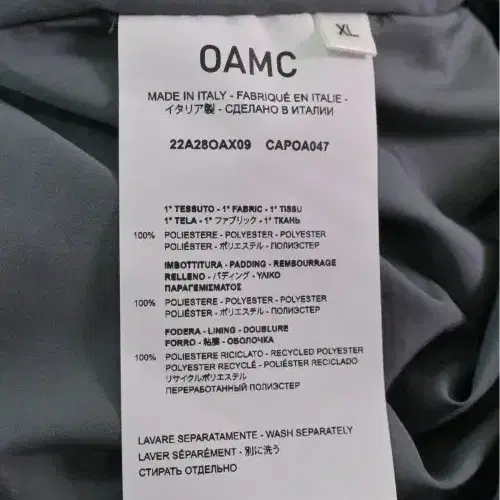 XL
OAMC
MADE IN ITALY - FABRIQUÉ EN ITALIE -
イタリア製 - СДЕЛАНО В ИТАЛИИ
22A28OAX09 CAPOA047
1° TESSUTO - 1° FABRIC - 1° TISSU
1° TELA - 1° ファブリック - 1° ТКАНЬ
100% POLIESTERE - POLYESTER - POLYESTER
POLIÉSTER - ポリエステル - ПОЛИЭСТЕР
IMBOTTITURA - PADDING - REMBOURRAGE
RELLENO - パディング - ΥΛΙΚΟ
ΠΑΡΑΓΕΜΙΣΜΑΤΟΣ
100% POLIESTERE - POLYESTER - POLYESTER
POLIÉSTER - ポリエステル - ПОЛИЭСТЕР
FODERA - LINING - DOUBLURE
FORRO - 粘膜 - ОБОЛОЧКА
100% POLIESTERE RICICLATO - RECYCLED POLYESTER
POLYESTER RECYCLÉ - POLIÉSTER RECICLADO
リサイクルポリエステル
ПЕРЕРАБОТАННЫЙ ПОЛИЭСТЕР
LAVARE SEPARATAMENTE - WASH SEPARATELY
LAVER SÉPARÉMENT - 別に洗う
СТИРАТЬ ОТДЕЛЬНО